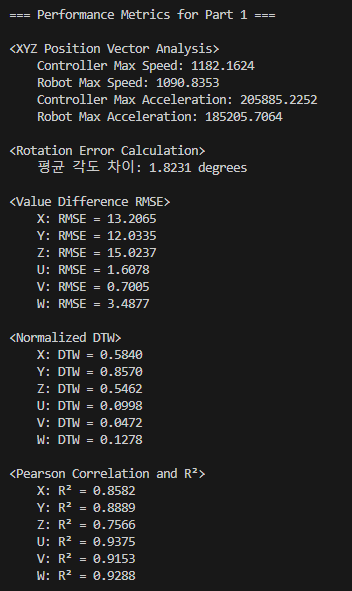 === Performance Metrics for Part 1 ===
<XYZ Position Vector Analysis>
Controller Max Speed: 1182.1624
Robot Max Speed: 1090.8353
Controller Max Acceleration: 205885.2252
Robot Max Acceleration: 185205.7064
<Rotation Error Calculation>
평균 각도 차이: 1.8231 degrees
<Value Difference RMSE>
X: RMSE = 13.2065
Y: RMSE = 12.0335
Z: RMSE = 15.0237
U: RMSE = 1.6078
V: RMSE = 0.7005
W: RMSE = 3.4877
<Normalized DTW>
X: DTW = 0.5840
Y: DTW = 0.8570
Z: DTW = 0.5462
U: DTW = 0.0998
V: DTW = 0.0472
W: DTW = 0.1278
<Pearson Correlation and R²>
X: R² = 0.8582
Y: R² = 0.8889
Z: R² = 0.7566
U: R² = 0.9375
V: R² = 0.9153
W: R² = 0.9288